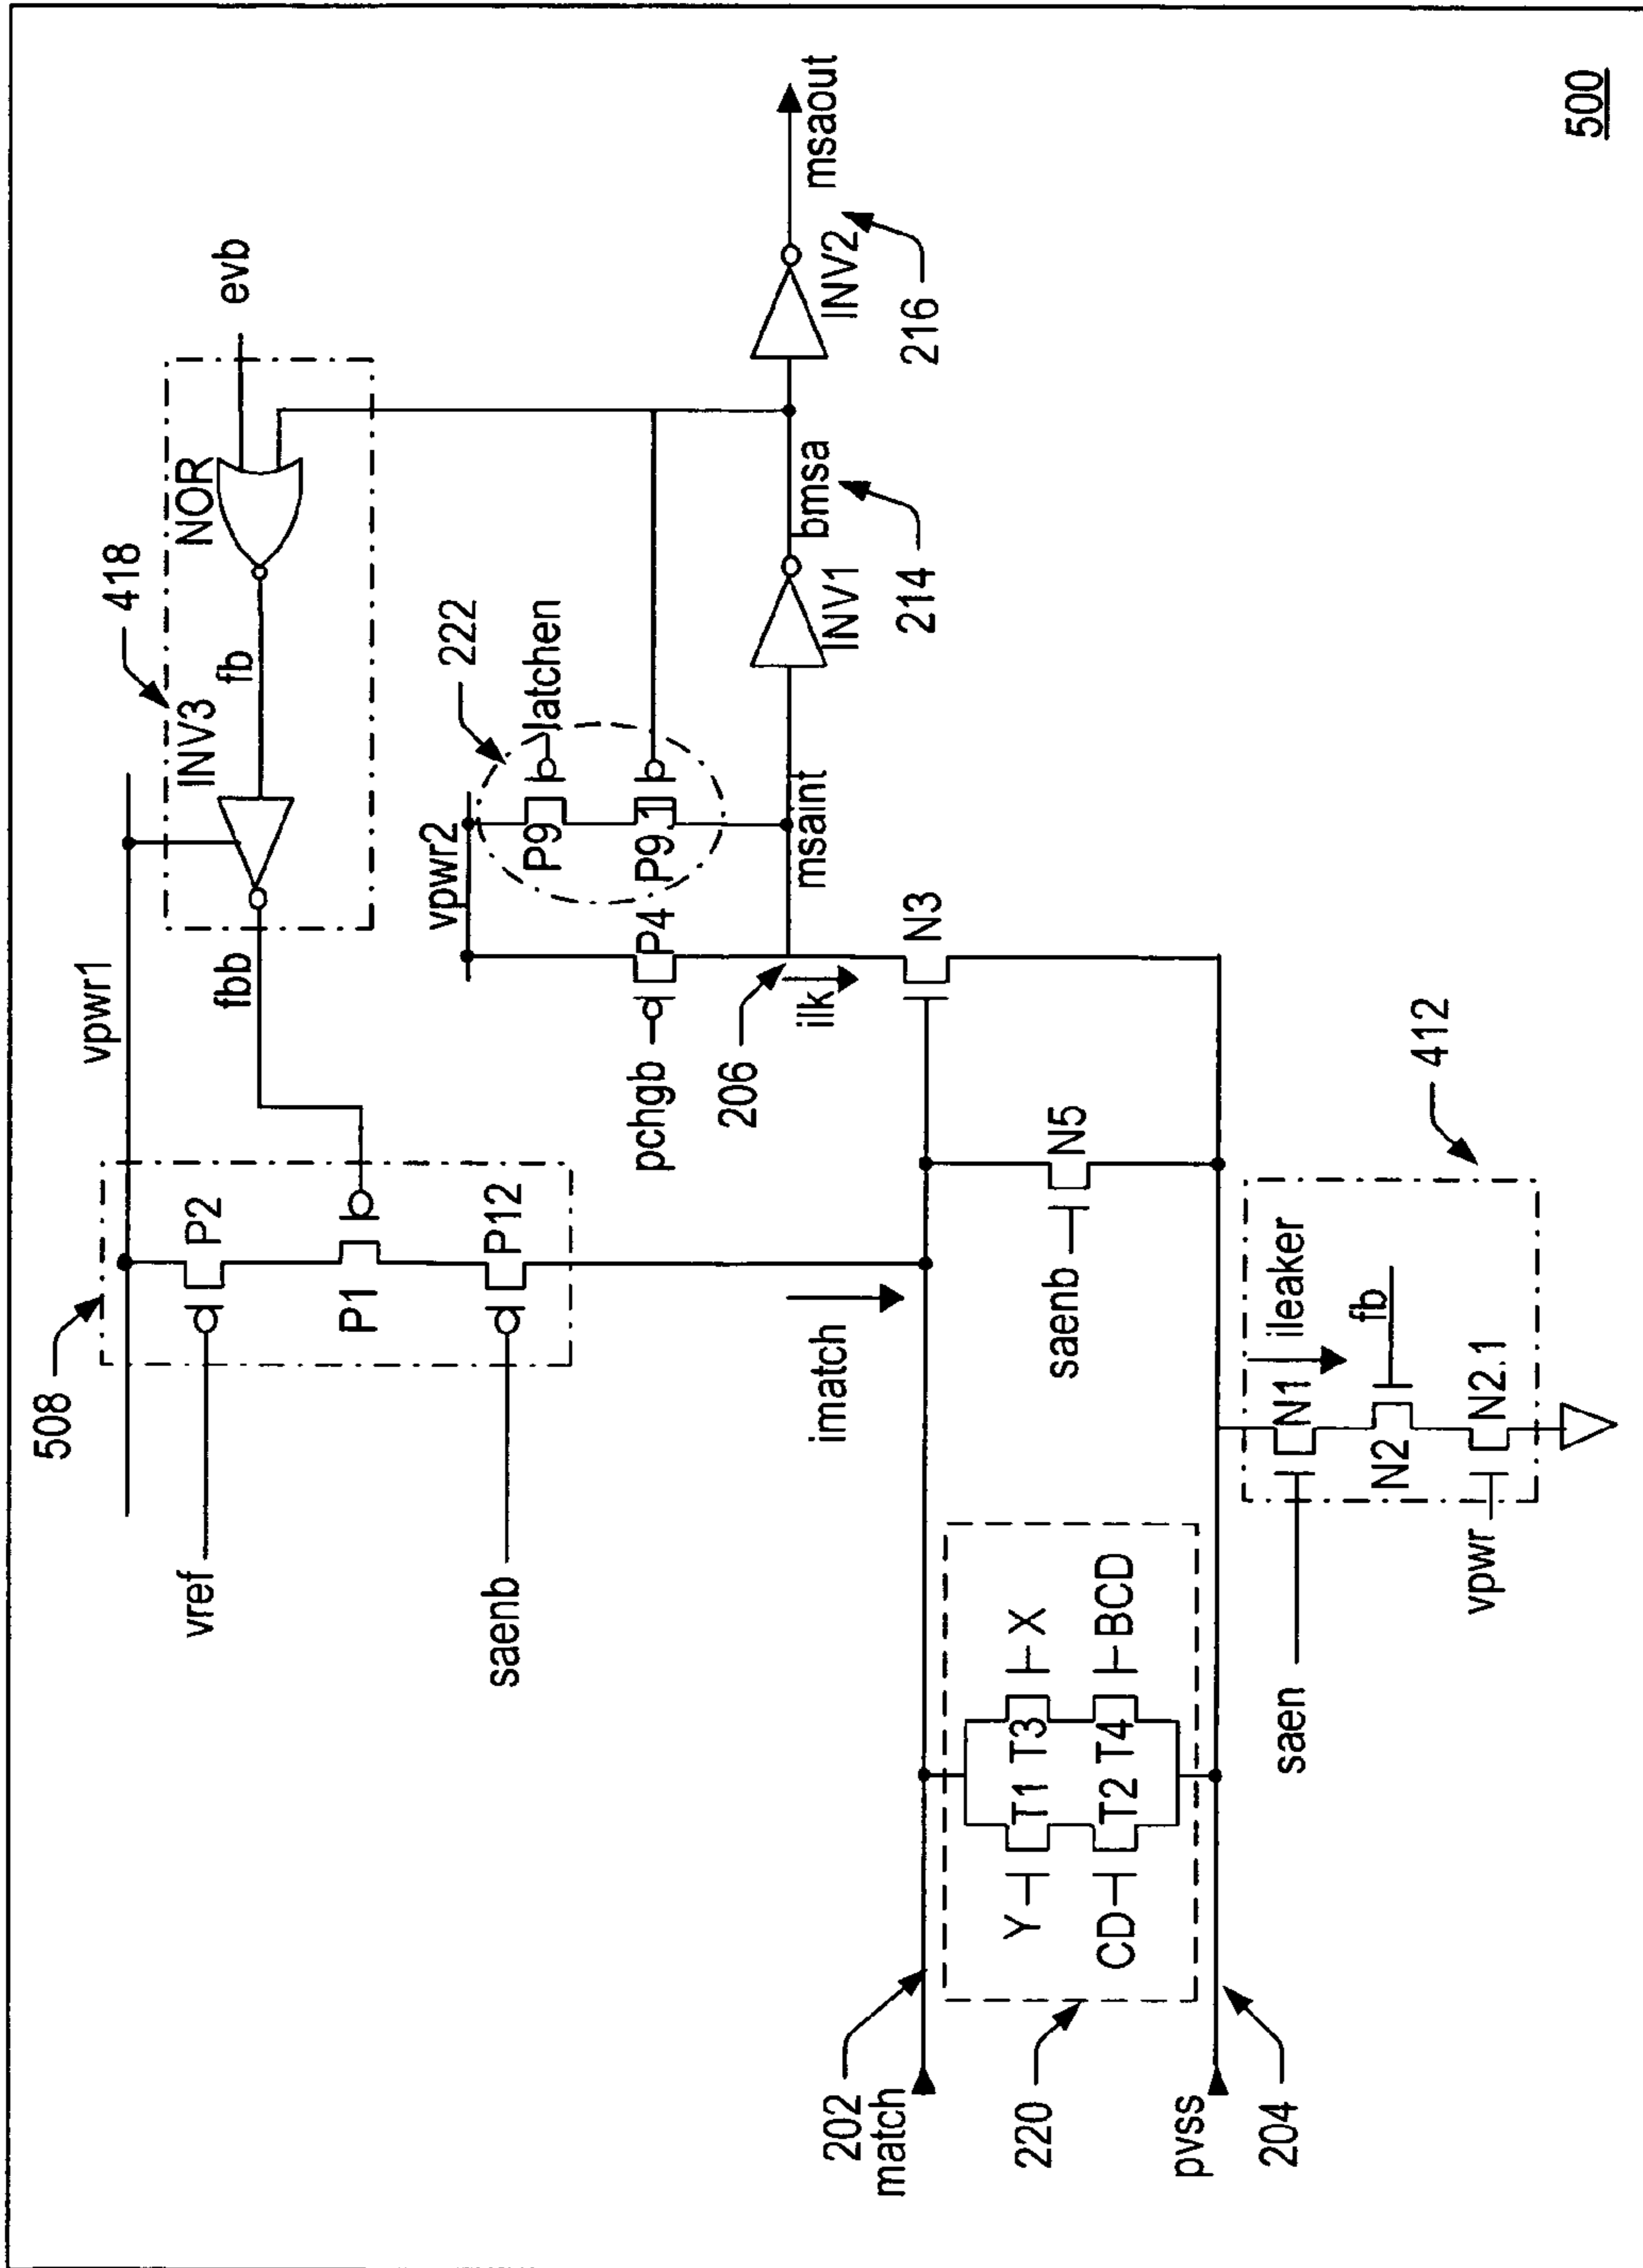 508
vref
saenb
vpwr1
P2
P1
P12
fbb
418
INV3
fb
NOR
evb
222
vpwr2
P9
latchen
P9.1
P4
pchgb
206
ilk
msaint
INV1
bmsa
214
INV2
216
msaout
imatch
N3
202
match
220
Y
T1
T3
X
CD
T2
T4
BCD
saenb
N5
pvss
204
saen
N1
ileaker
N2
fb
vpwr
N2.1
412
500